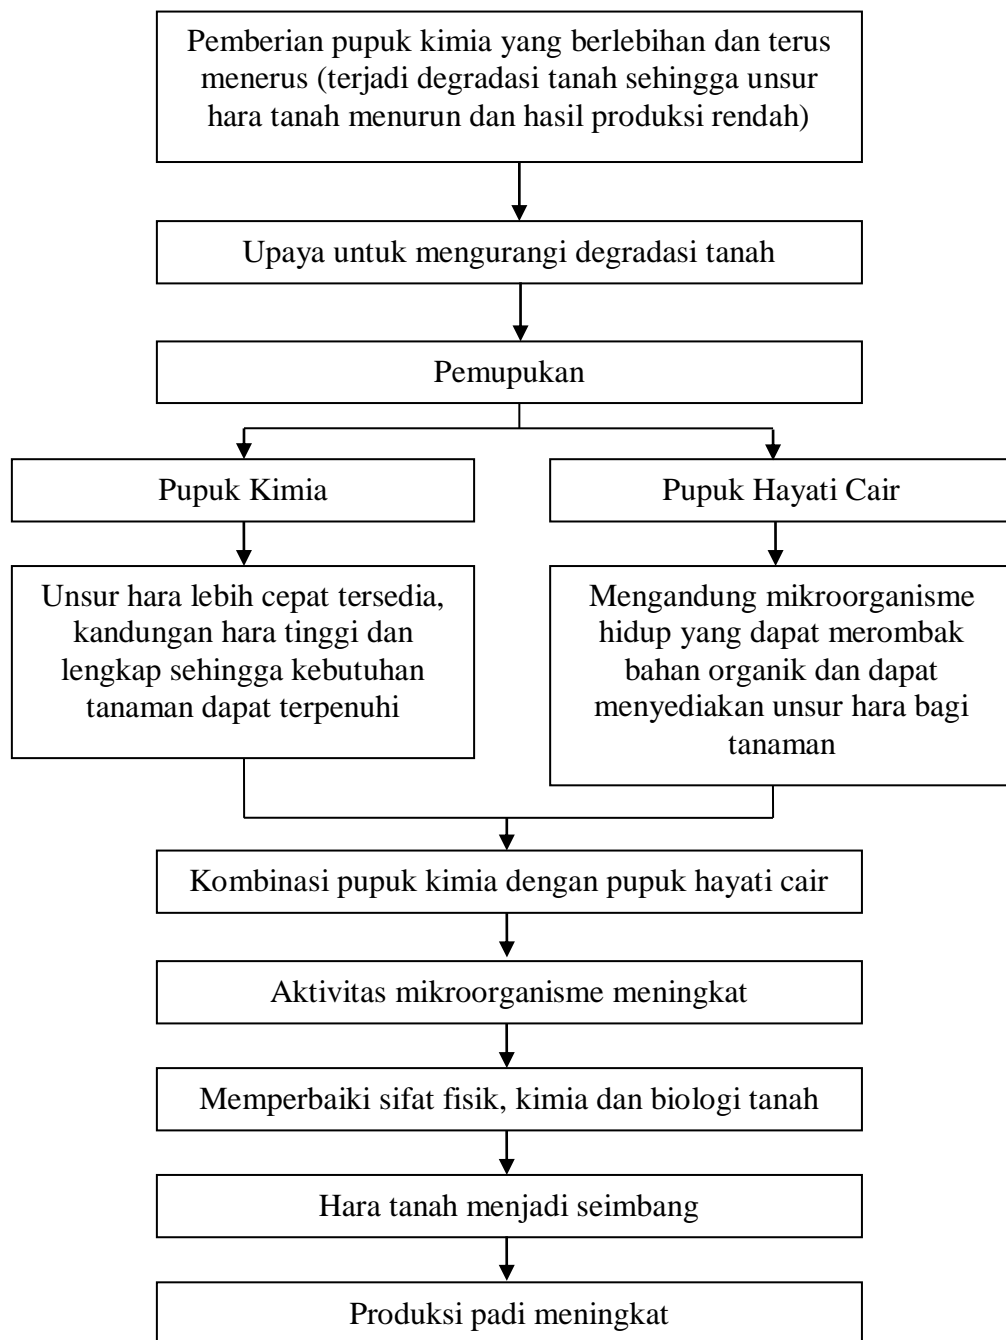 Pemberian pupuk kimia yang berlebihan dan terus
menerus (terjadi degradasi tanah sehingga unsur
hara tanah menurun dan hasil produksi rendah)
Upaya untuk mengurangi degradasi tanah
Pemupukan
Pupuk Kimia
Pupuk Hayati Cair
Unsur hara lebih cepat tersedia,
kandungan hara tinggi dan
lengkap sehingga kebutuhan
tanaman dapat terpenuhi
Mengandung mikroorganisme
hidup yang dapat merombak
bahan organik dan dapat
menyediakan unsur hara bagi
tanaman
Kombinasi pupuk kimia dengan pupuk hayati cair
Aktivitas mikroorganisme meningkat
Memperbaiki sifat fisik, kimia dan biologi tanah
Hara tanah menjadi seimbang
Produksi padi meningkat